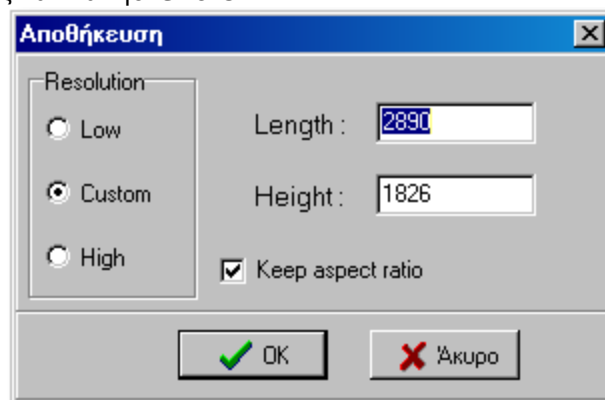 Αποθήκευση
Resolution
Low
Custom
High
Length :
2890
Height :
1826
Keep aspect ratio
OK
Άκυρο